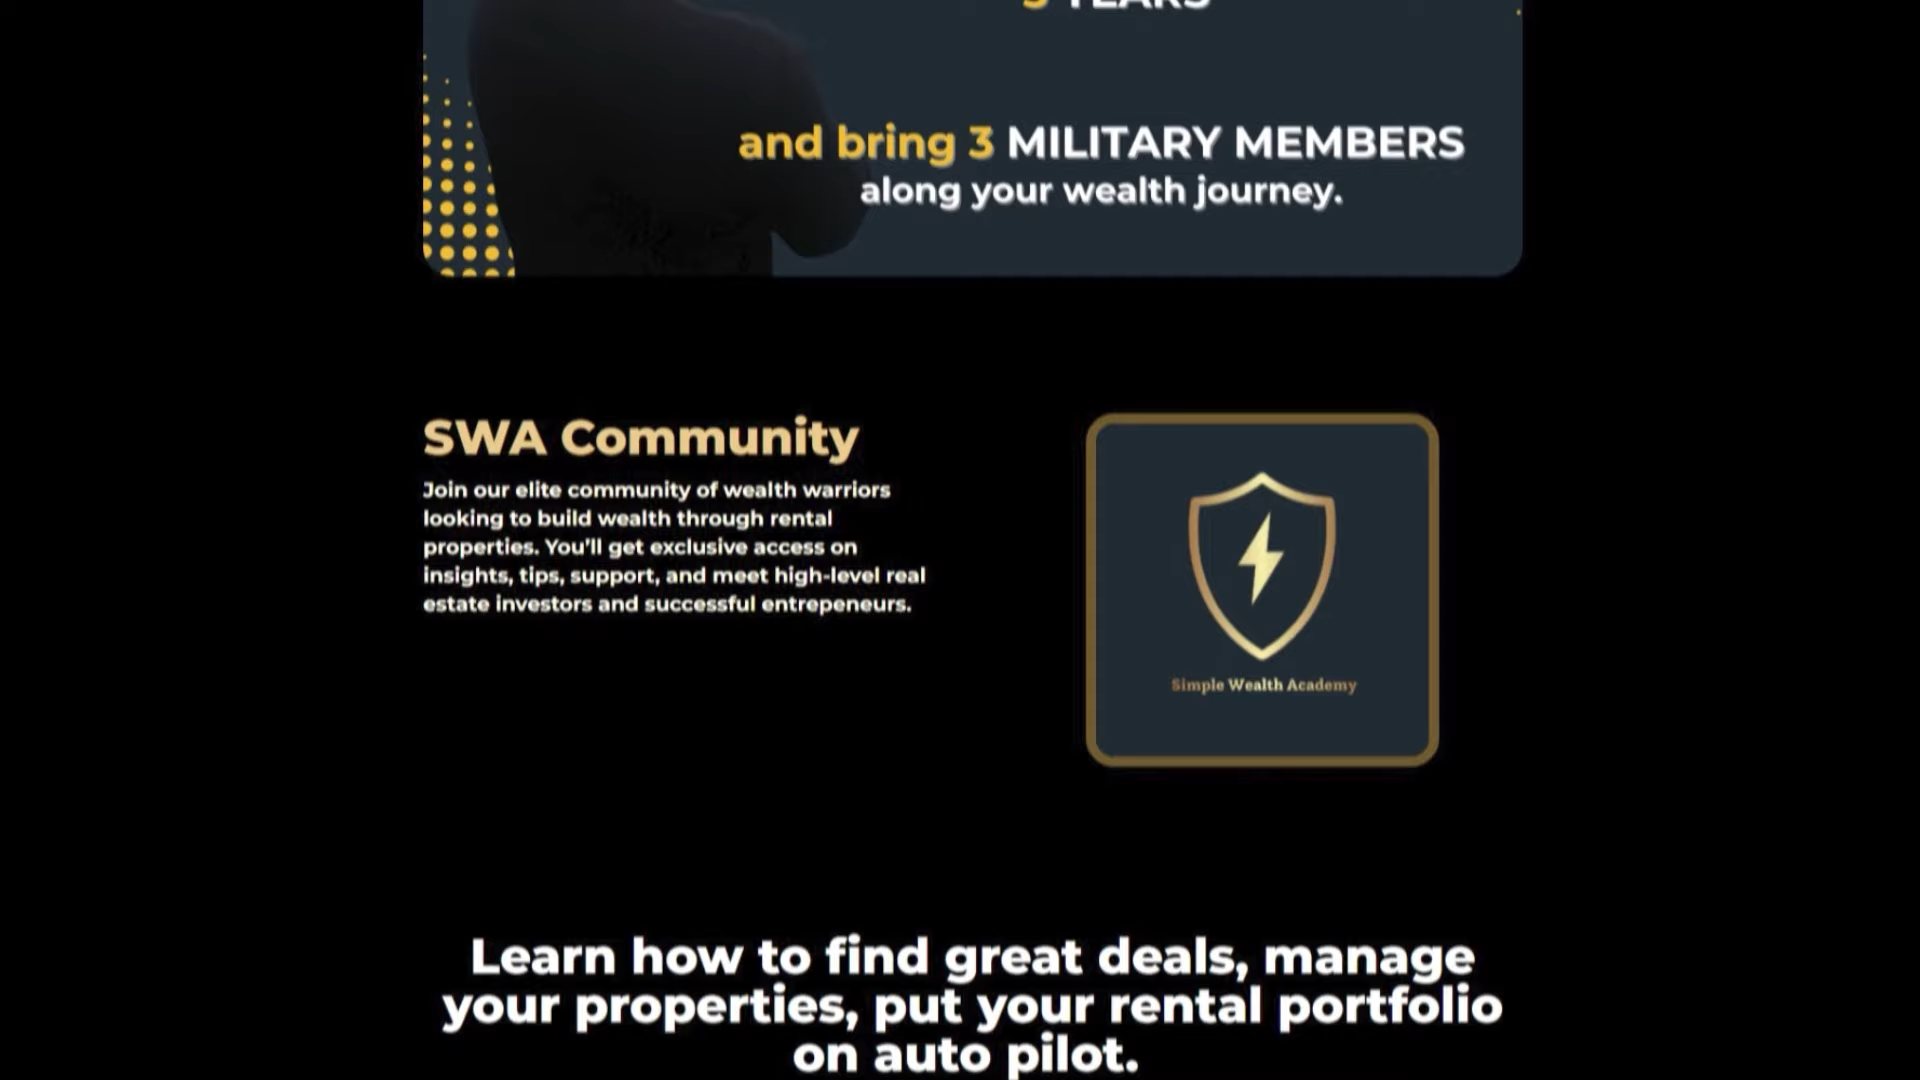 3 YEARS
and bring 3 MILITARY MEMBERS
along your wealth journey.
SWA Community
Join our elite community of wealth warriors
looking to build wealth through rental
properties. You'll get exclusive access on
insights, tips, support, and meet high-level real
estate investors and successful entrepeneurs.
Simple Wealth Academy
Learn how to find great deals, manage
your properties, put your rental portfolio
on auto pilot.